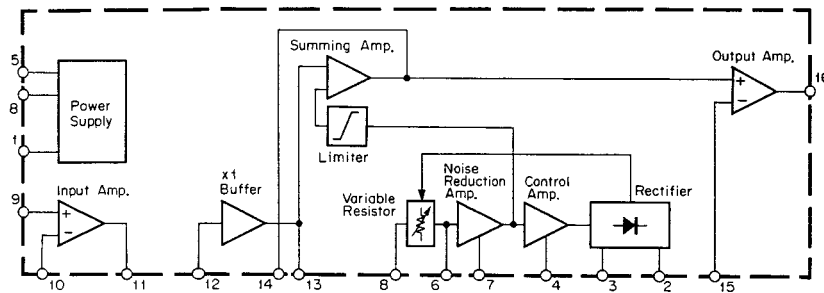 Summing Amp.
Output Amp.
16
5
8
Power
Supply
+
−
1
Limiter
x1
Buffer
Noise
Reduction
Amp.
Control
Amp.
Rectifier
Variable
Resistor
Input Amp.
9
+
−
10
11
12
14
13
8
6
7
4
3
2
15